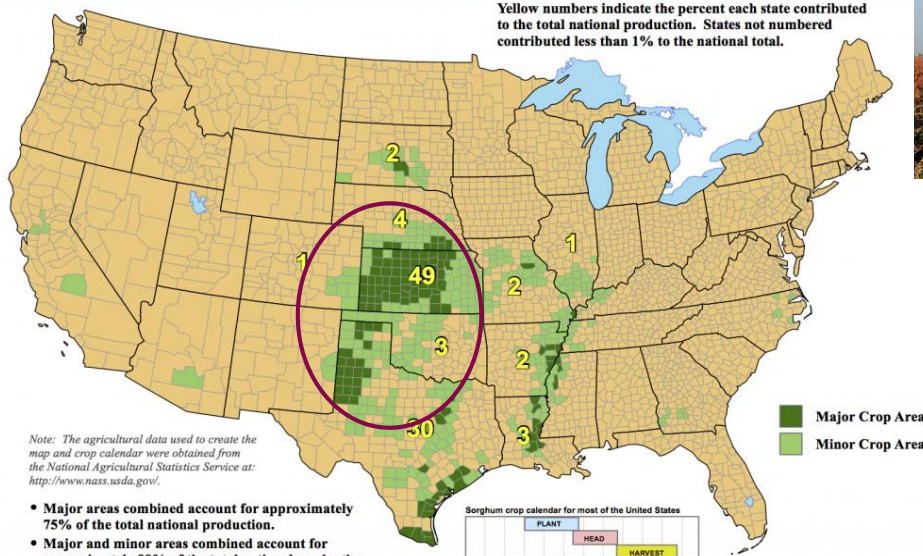 Yellow numbers indicate the percent each state contributed
to the total national production. States not numbered
contributed less than 1% to the national total.
2
4
1
49
1
2
3
2
30
3
Major Crop Area
Minor Crop Area
Note: The agricultural data used to create the
map and crop calendar were obtained from
the National Agricultural Statistics Service at:
http://www.nass.usda.gov/.
• Major areas combined account for approximately
75% of the total national production.
• Major and minor areas combined account for
Sorghum crop calendar for most of the United States
PLANT
HEAD
HARVEST